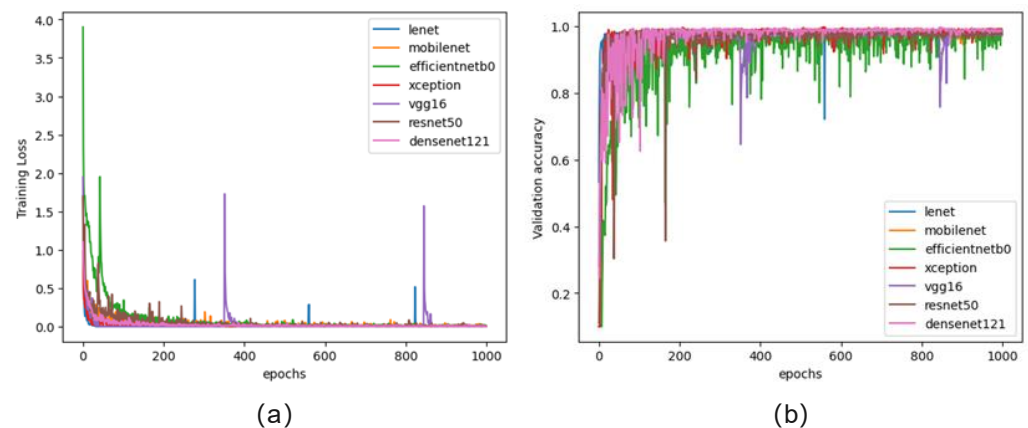 4.0
3.5
3.0
2.5
2.0
1.5
1.0
0.5
0.0
Training Loss
0
200
400
600
800
1000
epochs
lenet
mobilenet
efficientnetb0
xception
vgg16
resnet50
densenet121
(a)
1.0
0.8
0.6
0.4
0.2
Validation accuracy
0
200
400
600
800
1000
epochs
lenet
mobilenet
efficientnetb0
xception
vgg16
resnet50
densenet121
(b)